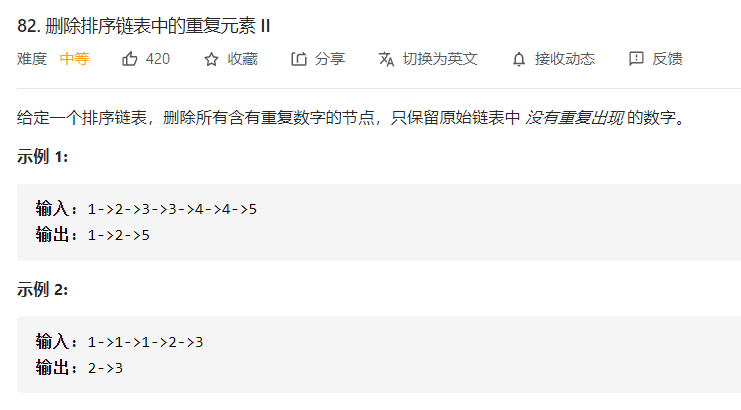 82. 删除排序链表中的重复元素 II
难度 中等 420 收藏 分享 切换为英文 接收动态 反馈
给定一个排序链表，删除所有含有重复数字的节点，只保留原始链表中 没有重复出现 的数字。
示例 1:
输入: 1->2->3->3->4->4->5
输出: 1->2->5
示例 2:
输入: 1->1->1->2->3
输出: 2->3